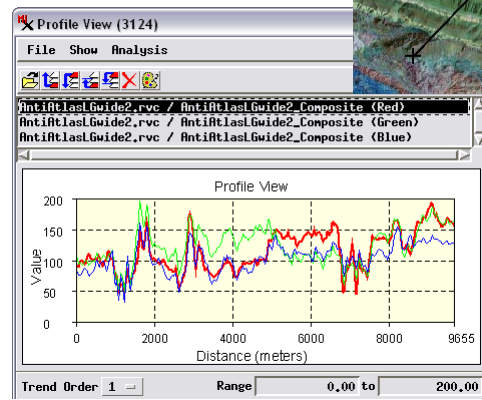 Profile View (3124)
File Show Analysis
AntiAtlasLGwide2.rvc / AntiAtlasLGwide2_Composite (Red)
AntiAtlasLGwide2.rvc / AntiAtlasLGwide2_Composite (Green)
AntiAtlasLGwide2.rvc / AntiAtlasLGwide2_Composite (Blue)
Profile View
200
150
100
50
0
Value
0 2000 4000 6000 8000 9655
Distance (meters)
Trend Order 1 Range 0.00 to 200.00